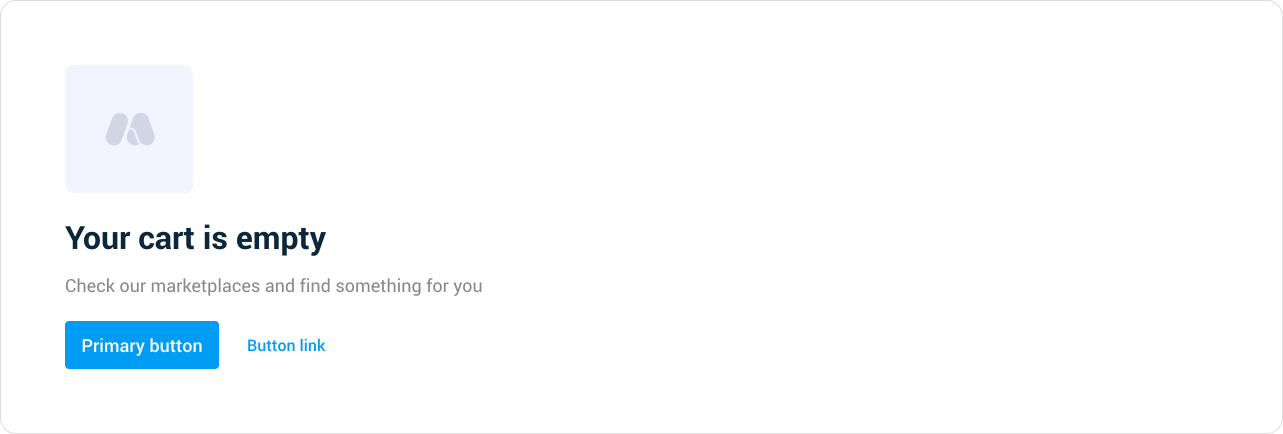 Your cart is empty
Check our marketplaces and find something for you
Primary button
Button link